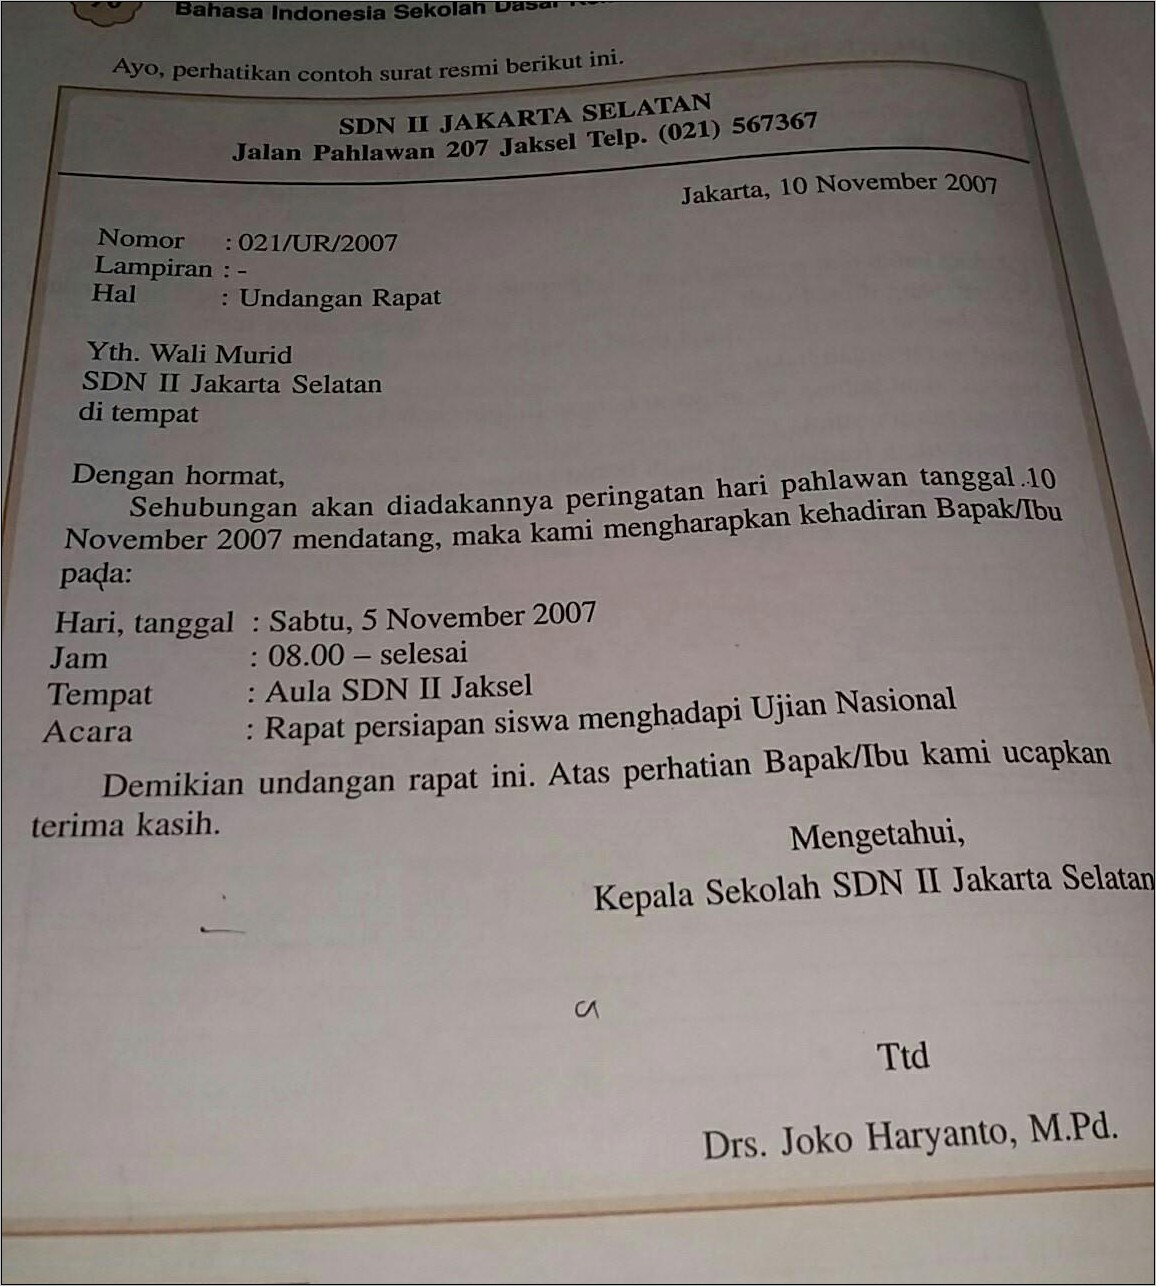 Bahasa Indonesia Sekolah Dasar
Ayo, perhatikan contoh surat resmi berikut ini.
SDN II JAKARTA SELATAN
Jalan Pahlawan 207 Jaksel Telp. (021) 567367
Jakarta, 10 November 2007
Nomor : 021/UR/2007
Lampiran : -
Hal : Undangan Rapat
Yth. Wali Murid
SDN II Jakarta Selatan
di tempat
Dengan hormat,
Sehubungan akan diadakannya peringatan hari pahlawan tanggal 10
November 2007 mendatang, maka kami mengharapkan kehadiran Bapak/Ibu
pada:
Hari, tanggal : Sabtu, 5 November 2007
Jam : 08.00 – selesai
Tempat : Aula SDN II Jaksel
Acara : Rapat persiapan siswa menghadapi Ujian Nasional
Demikian undangan rapat ini. Atas perhatian Bapak/Ibu kami ucapkan
terima kasih.
Mengetahui,
Kepala Sekolah SDN II Jakarta Selatan
Ttd
Drs. Joko Haryanto, M.Pd.